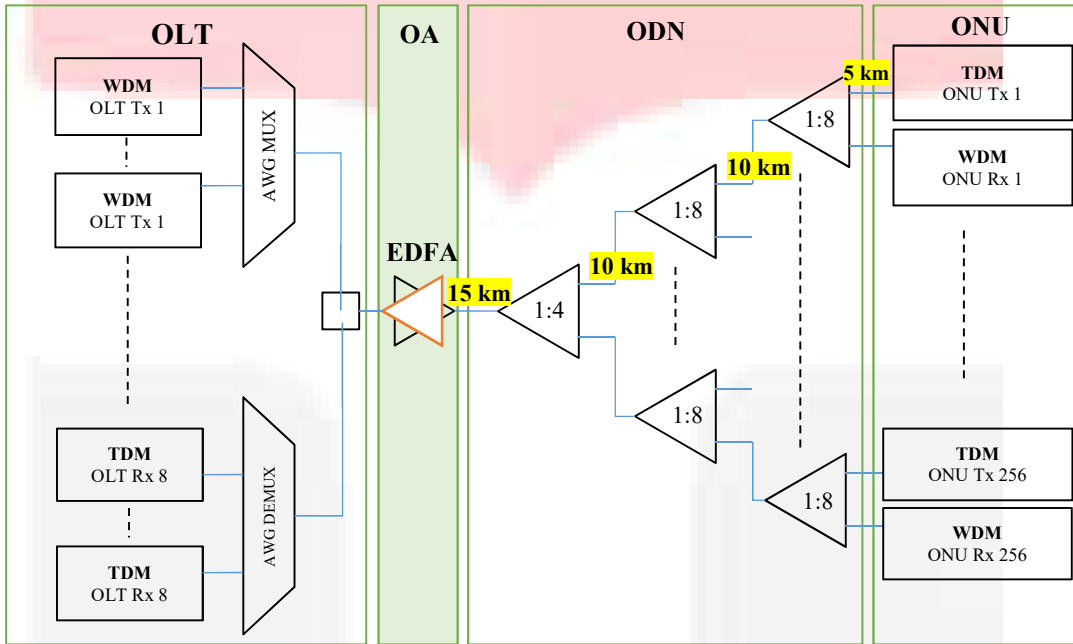 OLT
OA
ODN
ONU
WDM
OLT Tx 1
WDM
OLT Tx 1
AWG MUX
TDM
OLT Rx 8
TDM
OLT Rx 8
AWG DEMUX
EDFA
15 km
1:4
10 km
1:8
1:8
10 km
1:8
1:8
5 km
TDM
ONU Tx 1
WDM
ONU Rx 1
TDM
ONU Tx 256
WDM
ONU Rx 256